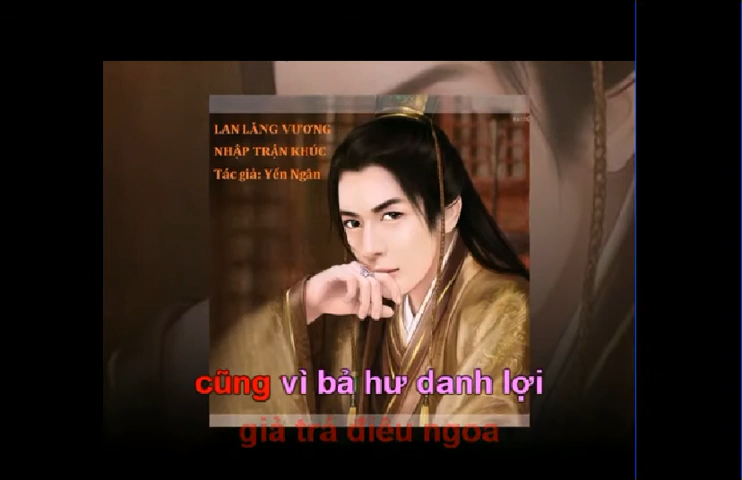 LAN LĂNG VƯƠNG
NHẬP TRẬN KHÚC
Tác giả: Yến Ngân
cũng vì bả hư danh lợi
giả trá điêu ngoa